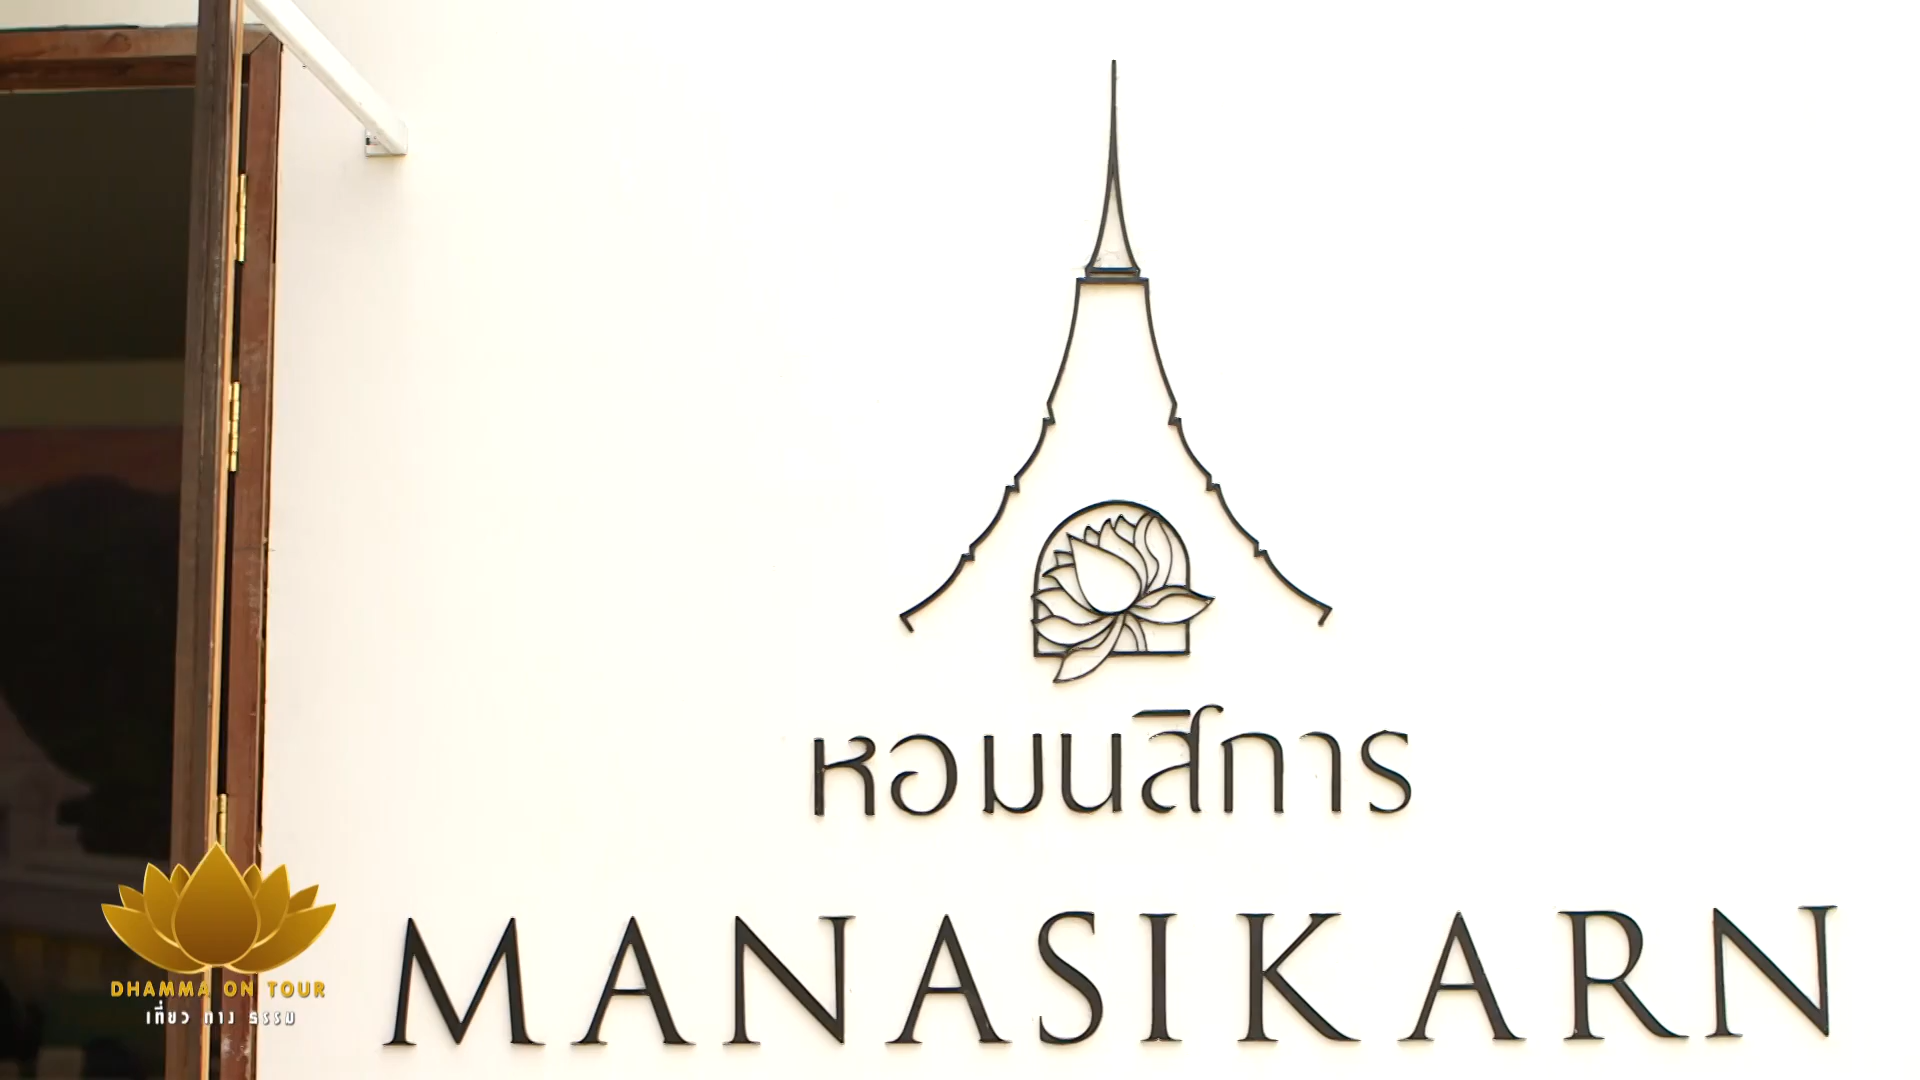 หอมนสิการ
MANASIKARN
DHAMMA ON TOUR
เที่ยว ทาง ธรรม